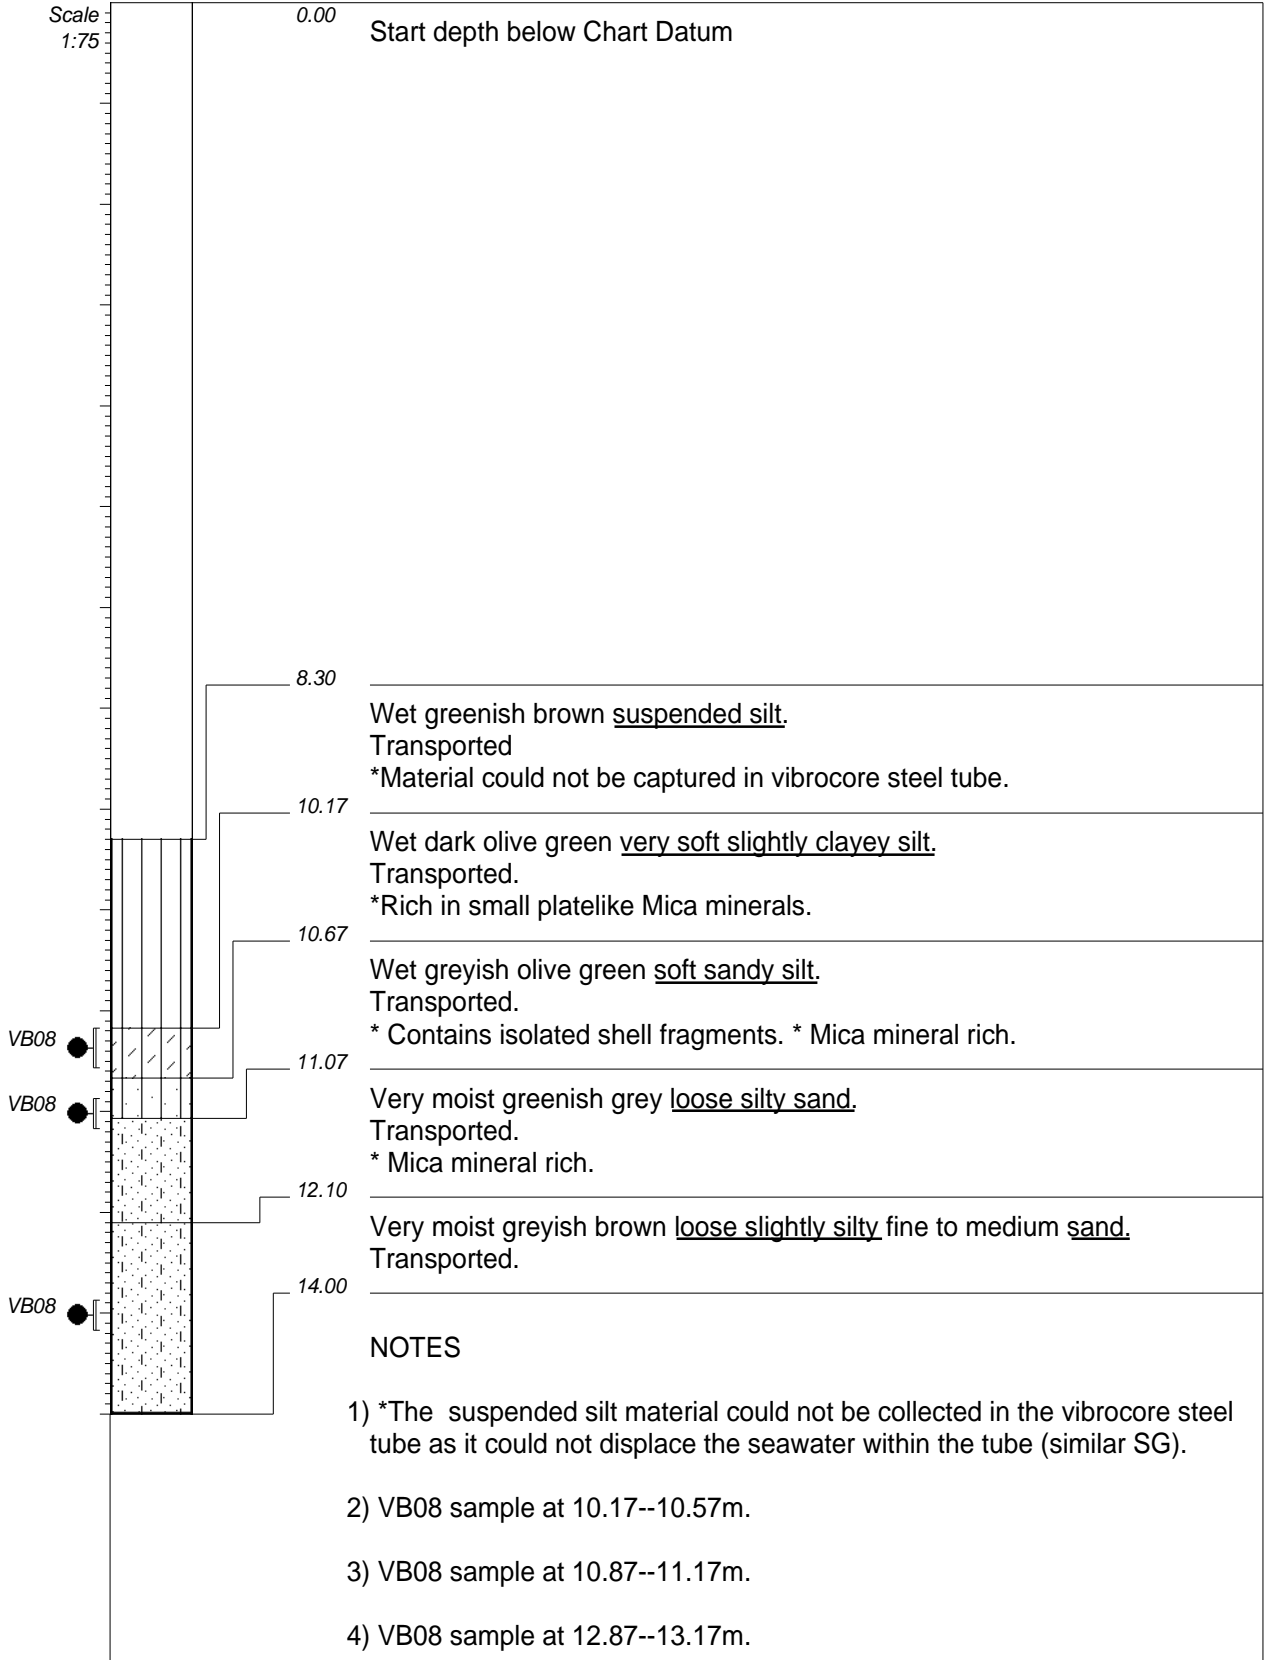 Scale
1:75
0.00
Start depth below Chart Datum
8.30
Wet greenish brown suspended silt.
Transported
*Material could not be captured in vibrocore steel tube.
10.17
Wet dark olive green very soft slightly clayey silt.
Transported.
*Rich in small platelike Mica minerals.
10.67
Wet greyish olive green soft sandy silt.
Transported.
* Contains isolated shell fragments. * Mica mineral rich.
VB08
11.07
VB08
Very moist greenish grey loose silty sand.
Transported.
* Mica mineral rich.
12.10
Very moist greyish brown loose slightly silty fine to medium sand.
Transported.
14.00
VB08
NOTES
1) *The  suspended silt material could not be collected in the vibrocore steel
tube as it could not displace the seawater within the tube (similar SG).
2) VB08 sample at 10.17--10.57m.
3) VB08 sample at 10.87--11.17m.
4) VB08 sample at 12.87--13.17m.